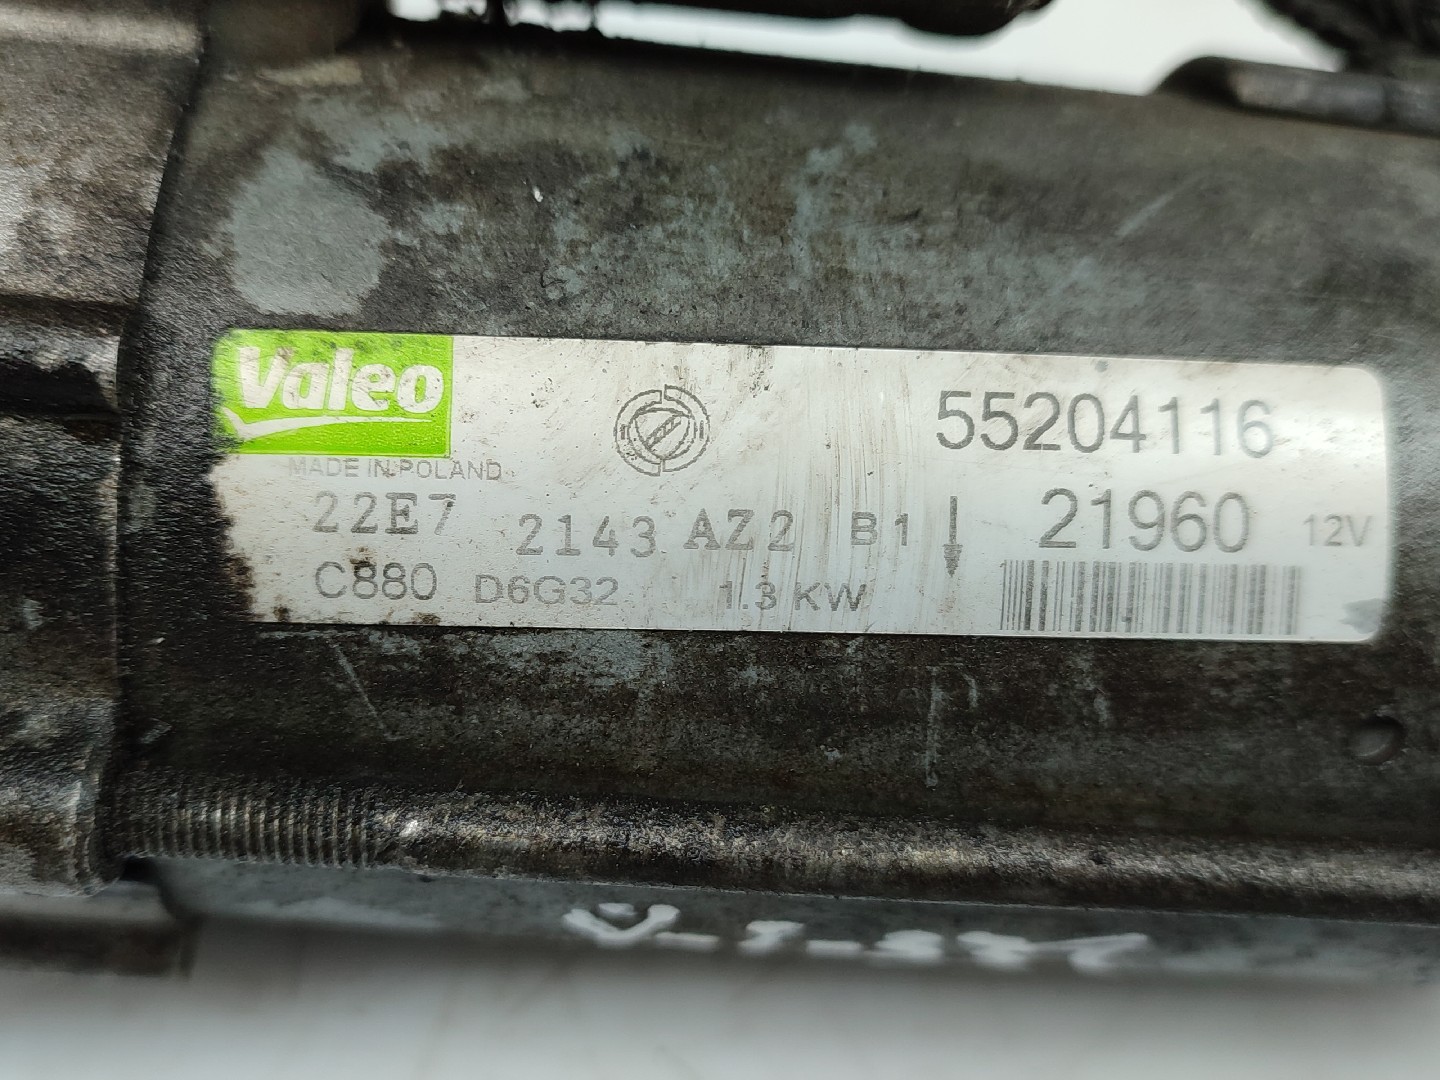 Valeo
MADE IN POLAND
55204116
22E7 2143 AZ2 B1 21960 12V
C880 D6G32 1.3 KW